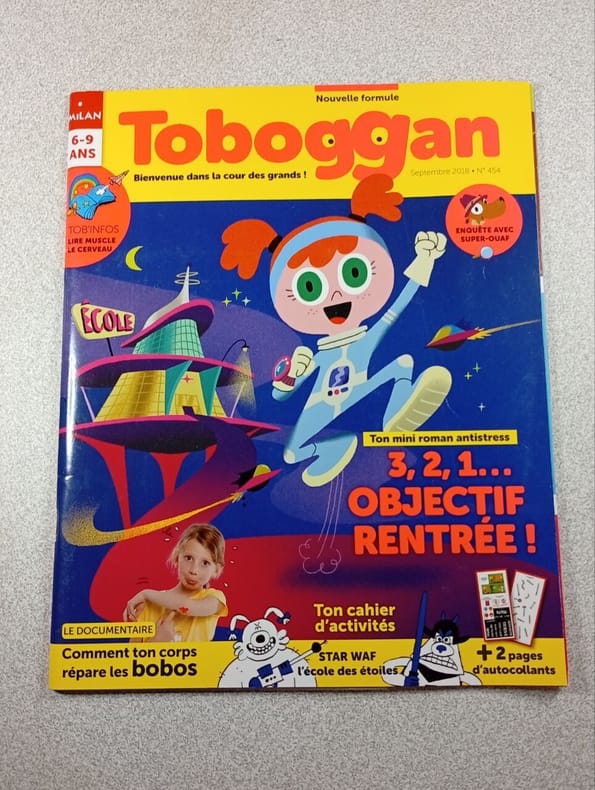 Nouvelle formule
MiLAN
6-9
ANS
Toboggan
Bienvenue dans la cour des grands !
Septembre 2018 • N° 454
TOB'INFOS
LIRE MUSCLE
LE CERVEAU
ENQUÊTE AVEC
SUPER-OUAF
ÉCOLE
Ton mini roman antistress
3, 2, 1...
OBJECTIF
RENTRÉE !
LE DOCUMENTAIRE
Comment ton corps
répare les bobos
Ton cahier
d'activités
STAR WAF
l'école des étoiles
+ 2 pages
d'autocollants